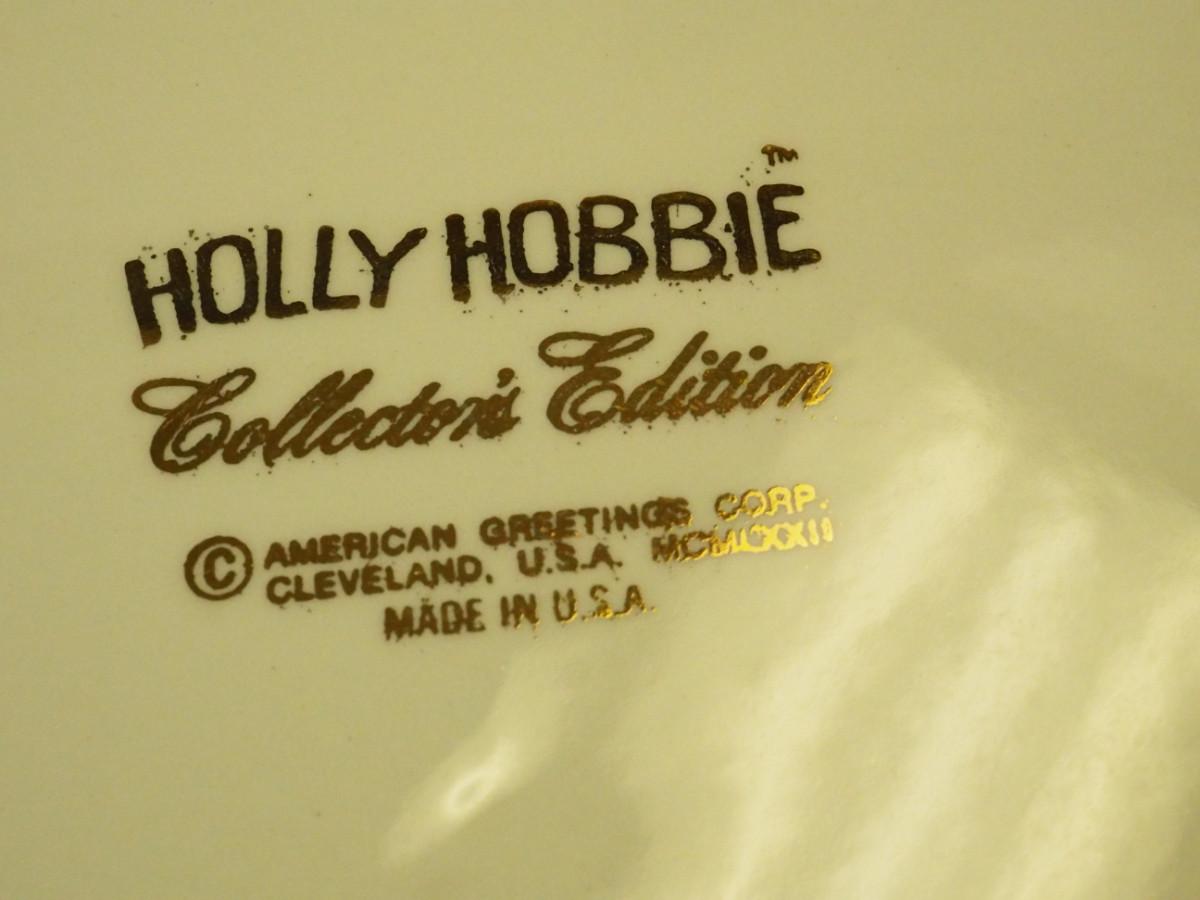 HOLLY HOBBIE™
Collector's Edition
© AMERICAN GREETINGS CORP.
CLEVELAND, U.S.A. MCMLXXII
MADE IN U.S.A.